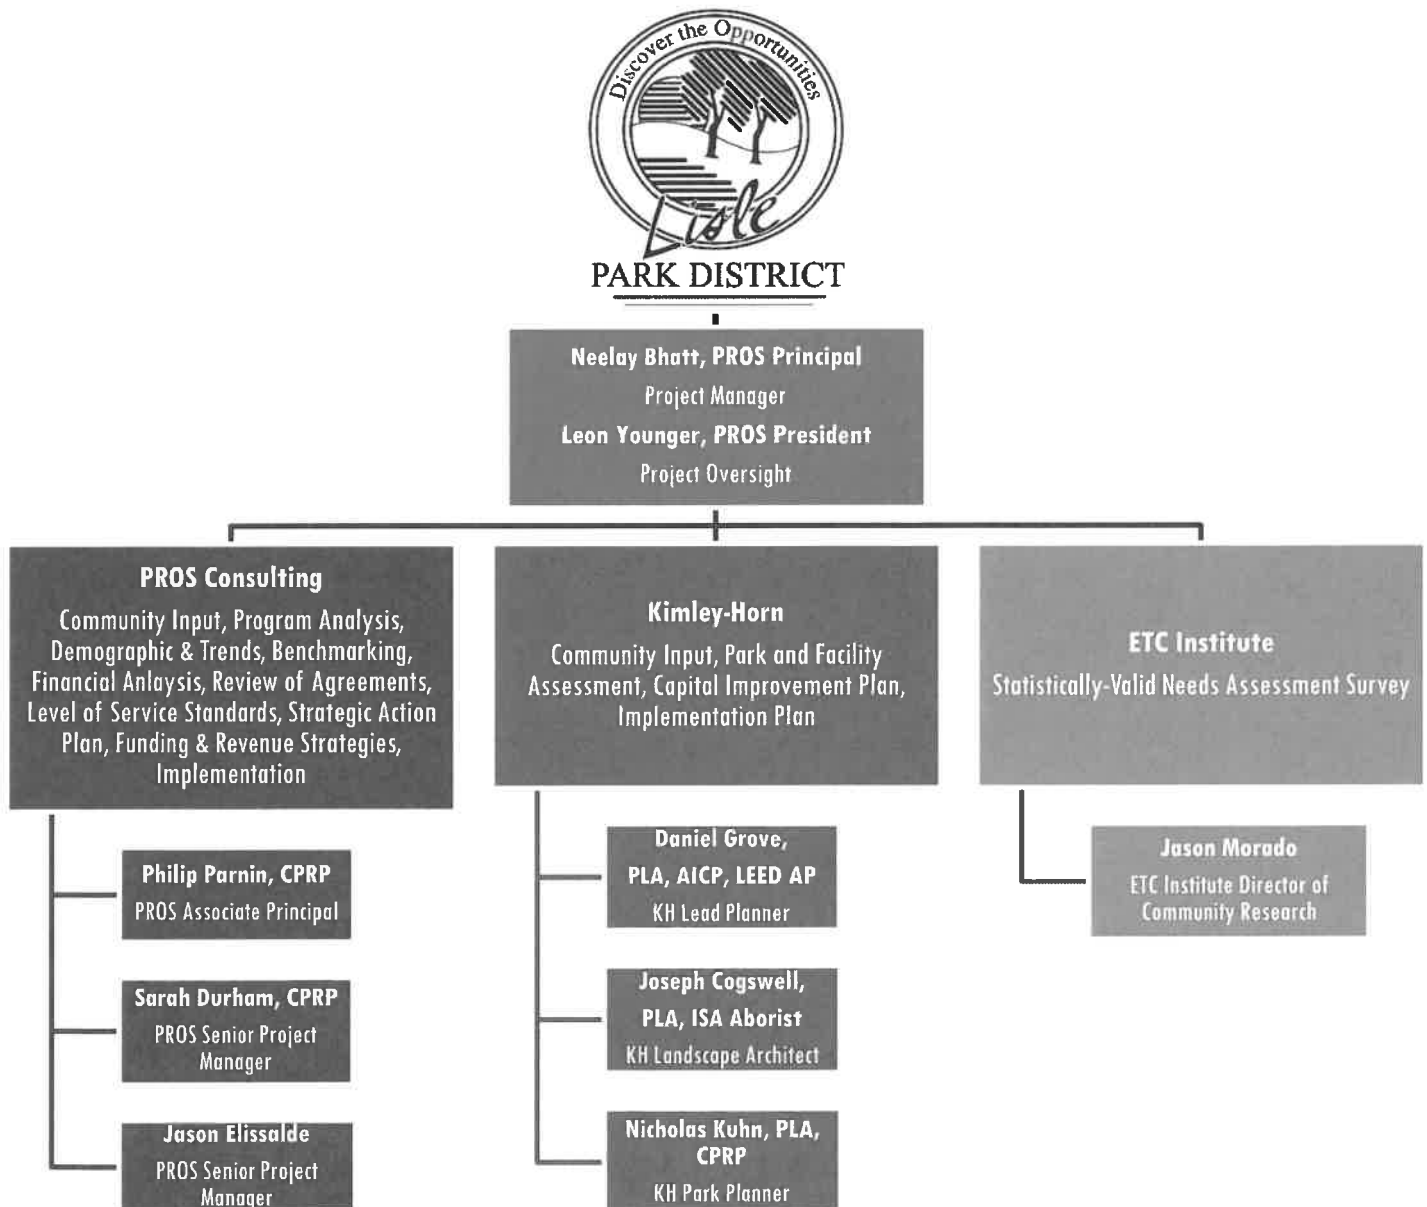 Discover the Opportunities
Lisle
PARK DISTRICT
Neelay Bhatt, PROS Principal
Project Manager
Leon Younger, PROS President
Project Oversight
PROS Consulting
Community Input, Program Analysis,
Demographic & Trends, Benchmarking,
Financial Anlaysis, Review of Agreements,
Level of Service Standards, Strategic Action
Plan, Funding & Revenue Strategies,
Implementation
Kimley-Horn
Community Input, Park and Facility
Assessment, Capital Improvement Plan,
Implementation Plan
ETC Institute
Statistically-Valid Needs Assessment Survey
Philip Parnin, CPRP
PROS Associate Principal
Sarah Durham, CPRP
PROS Senior Project
Manager
Jason Elissalde
PROS Senior Project
Manager
Daniel Grove,
PLA, AICP, LEED AP
KH Lead Planner
Joseph Cogswell,
PLA, ISA Aborist
KH Landscape Architect
Nicholas Kuhn, PLA,
CPRP
KH Park Planner
Jason Morado
ETC Institute Director of
Community Research